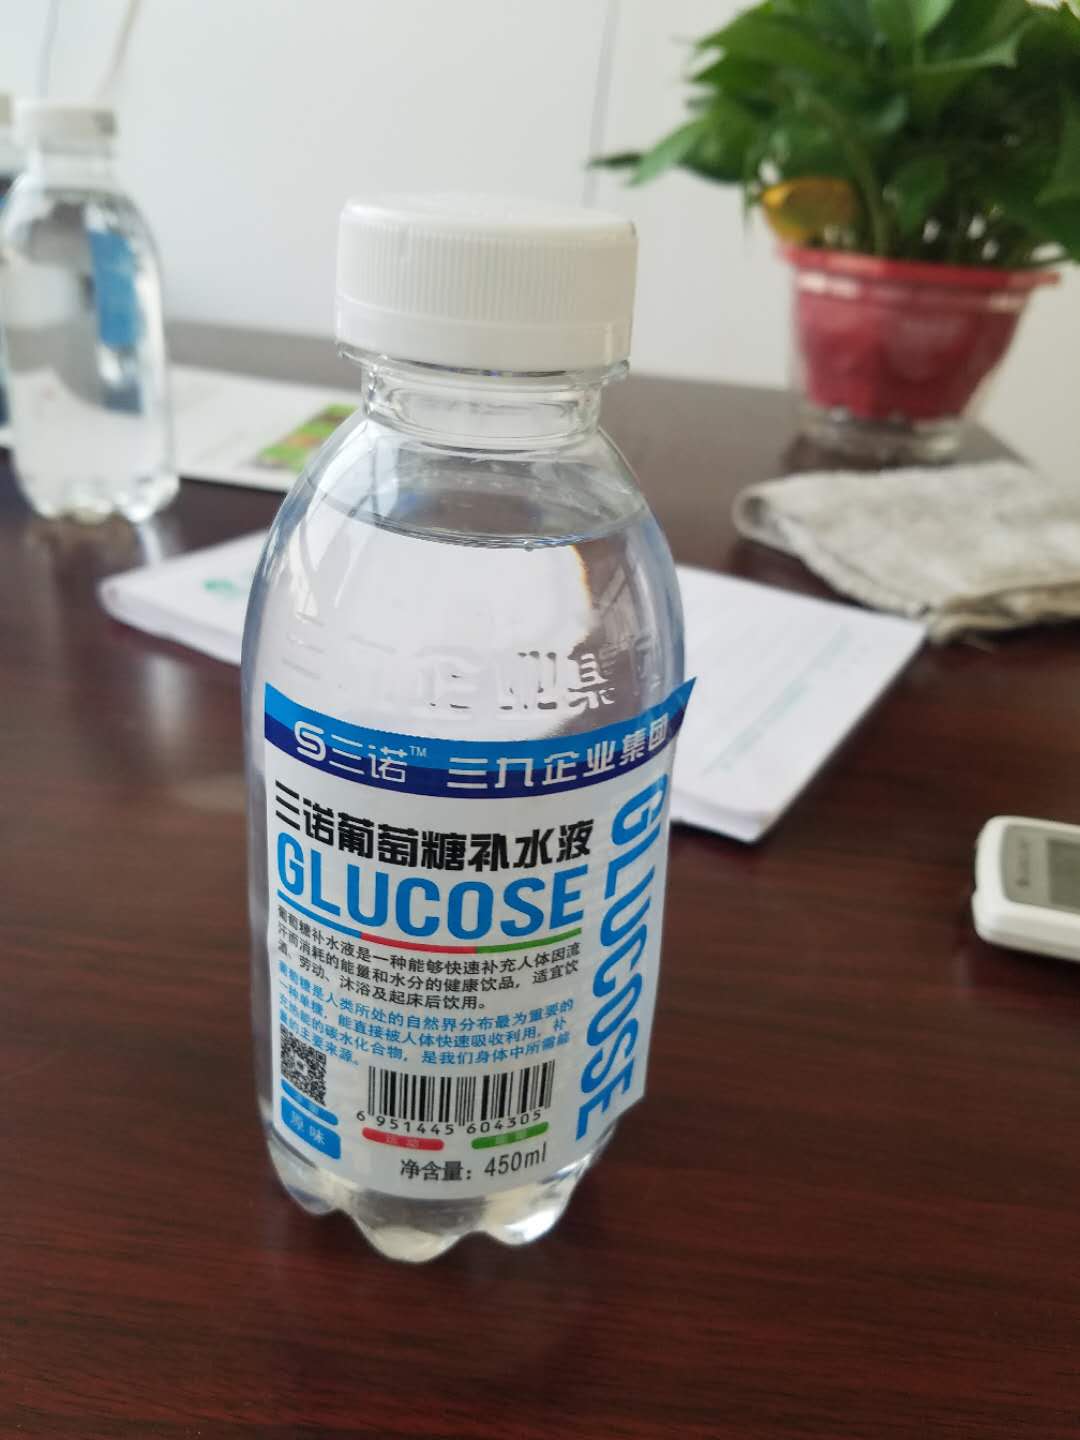 企业集
三诺™ 三九企业集团
三诺葡萄糖补水液
GLUCOSE
GLUCOSE
葡萄糖补水液是一种能够快速补充人体因流
汗而消耗的能量和水分的健康饮品，适宜饮
酒、劳动、沐浴及起床后饮用。
葡萄糖是人类所处的自然界分布最为重要的
一种单糖，能直接被人体快速吸收利用，补
充热能的碳水化合物，是我们身体中所需能
量的主要来源。
原味
6 951445 604305
运动
净含量：450ml